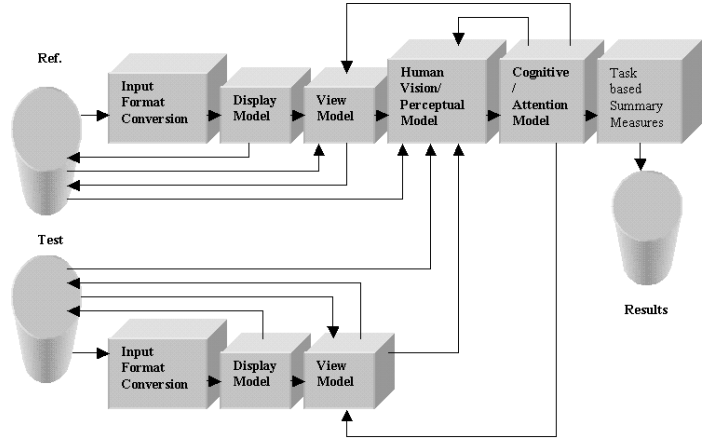 Ref.
Input
Format
Conversion
Display
Model
View
Model
Human
Vision/
Perceptual
Model
Cognitive
/
Attention
Model
Task
based
Summary
Measures
Test
Input
Format
Conversion
Display
Model
View
Model
Results